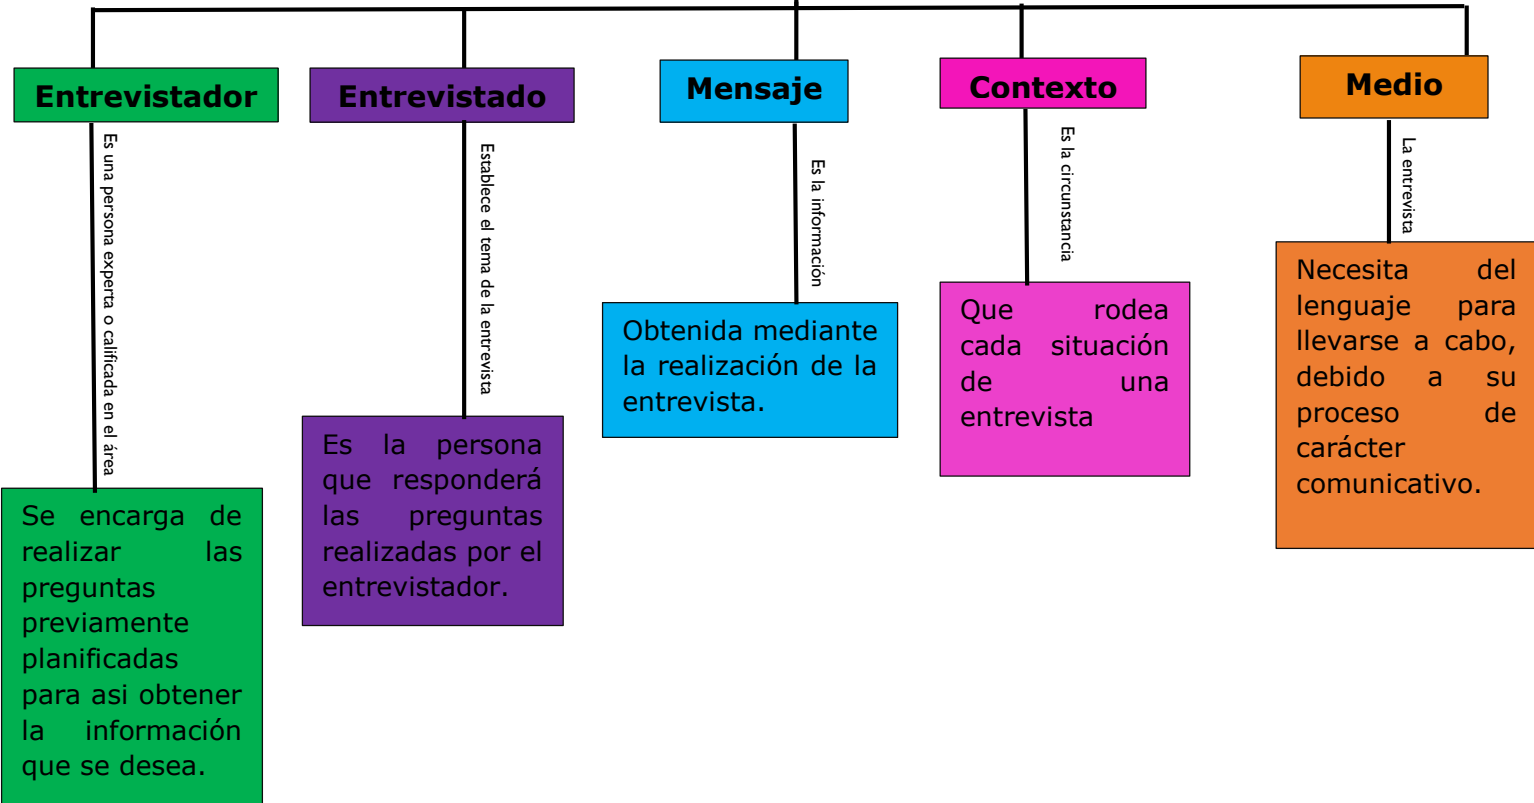 Entrevistador
Entrevistado
Mensaje
Contexto
Medio
Es una persona experta o calificada en el área
Establece el tema de la entrevista
Es la información
Es la circunstancia
La entrevista
Se encarga de
realizar las
preguntas
previamente
planificadas
para asi obtener
la información
que se desea.
Es la persona
que responderá
las preguntas
realizadas por el
entrevistador.
Obtenida mediante
la realización de la
entrevista.
Que rodea
cada situación
de una
entrevista
Necesita del
lenguaje para
llevarse a cabo,
debido a su
proceso de
carácter
comunicativo.